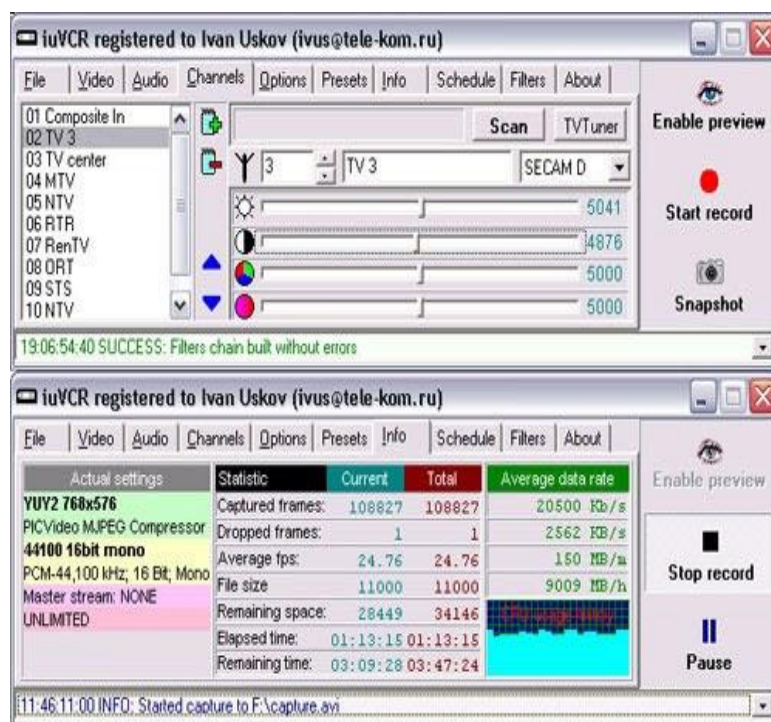 iuVCR registered to Ivan Uskov (ivus@tele-kom.ru)
File Video Audio Channels Options Presets Info Schedule Filters About
01 Composite In
02 TV 3
03 TV center
04 MTV
05 NTV
06 RTR
07 RenTV
08 ORT
09 STS
10 NTV
Scan TVTuner
3 TV 3 SECAM D
5041
4876
5000
5000
Enable preview
Start record
Snapshot
19:06:54:40 SUCCESS: Filters chain built without errors
iuVCR registered to Ivan Uskov (ivus@tele-kom.ru)
File Video Audio Channels Options Presets Info Schedule Filters About
Actual settings
YUY2 768x576
PICVideo MJPEG Compressor
44100 16bit mono
PCM-44,100 kHz; 16 Bit; Mono
Master stream: NONE
UNLIMITED
Statistic Current Total
Captured frames: 108827 108827
Dropped frames: 1 1
Average fps: 24.76 24.76
File size 11000 11000
Remaining space: 28449 34146
Elapsed time: 01:13:15 01:13:15
Remaining time: 03:09:28 03:47:24
Average data rate
20500 Kb/s
2562 KB/s
150 MB/m
9009 MB/h
Enable preview
Stop record
Pause
11:46:11:00 INFO: Started capture to F:\capture.avi